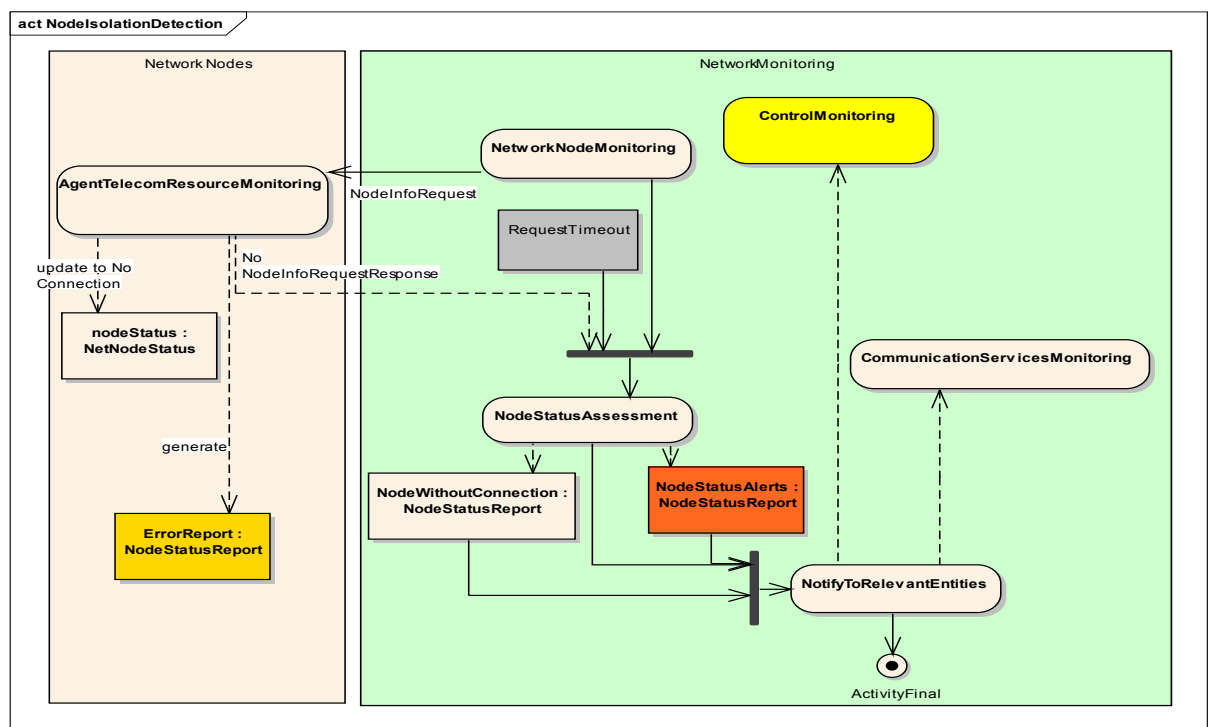 act NodeIsolationDetection
Network Nodes
NetworkMonitoring
ControlMonitoring
NetworkNodeMonitoring
AgentTelecomResourceMonitoring
NodeInfoRequest
RequestTimeout
No
NodeInfoRequestResponse
update to No
Connection
nodeStatus :
NetNodeStatus
CommunicationServicesMonitoring
NodeStatusAssessment
generate
NodeWithoutConnection :
NodeStatusReport
NodeStatusAlerts :
NodeStatusReport
ErrorReport :
NodeStatusReport
NotifyToRelevantEntities
ActivityFinal